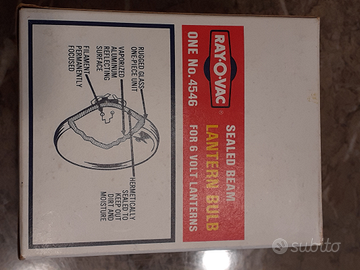 RAY-O-VAC
ONE No. 4546
SEALED BEAM
LANTERN BULB
FOR 6 VOLT LANTERNS
RUGGED GLASS
ONE-PIECE UNIT
VAPORIZED
ALUMINUM
REFLECTING
SURFACE
FILAMENT
PERMANENTLY
FOCUSED
HERMETICALLY
SEALED TO
KEEP OUT
DIRT AND
MOISTURE
subito